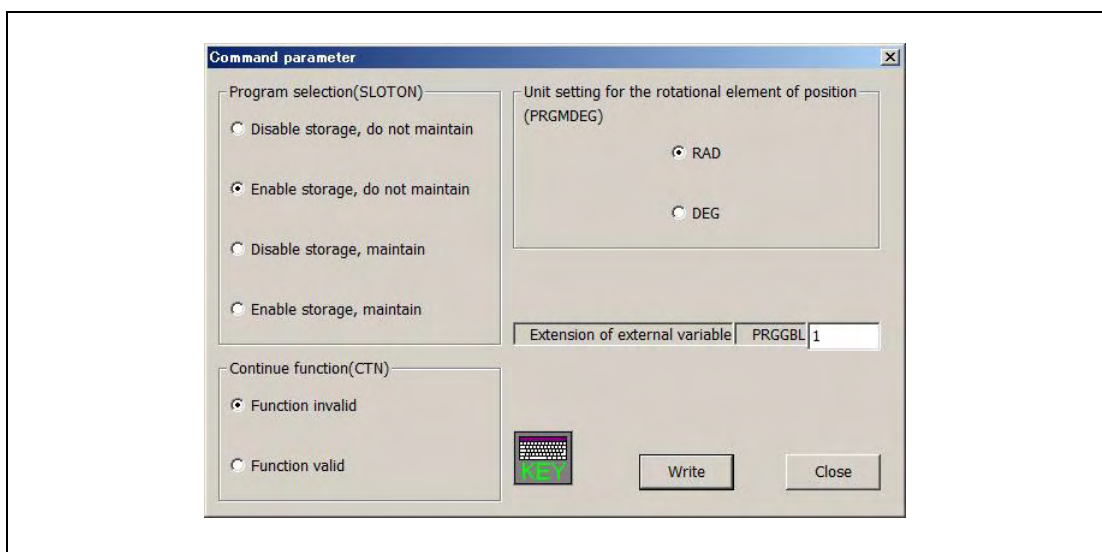 Command parameter
Program selection(SLOTON)
Disable storage, do not maintain
Enable storage, do not maintain
Disable storage, maintain
Enable storage, maintain
Continue function(CTN)
Function invalid
Function valid
Unit setting for the rotational element of position
(PRGMDEG)
RAD
DEG
Extension of external variable PRGGBL 1
KEY
Write Close